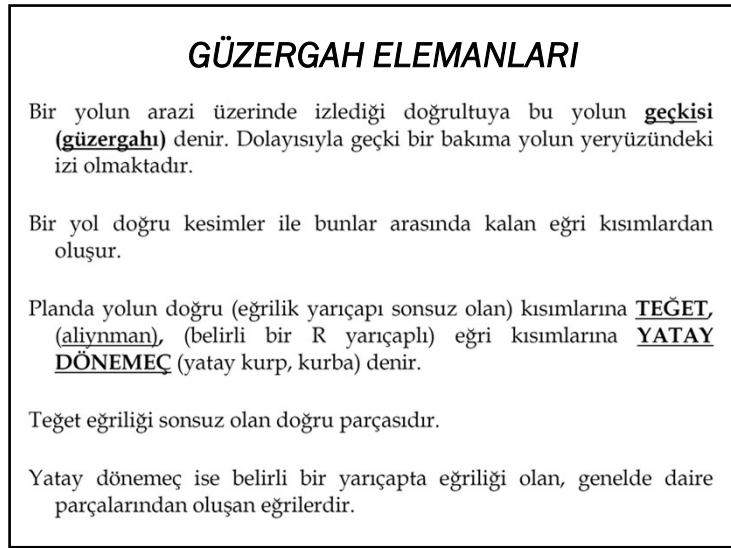 GÜZERGAH ELEMANLARI
Bir yolun arazi üzerinde izlediği doğrultuya bu yolun geçkisi
(güzergahı) denir. Dolayısıyla geçki bir bakıma yolun yeryüzündeki
izi olmaktadır.
Bir yol doğru kesimler ile bunlar arasında kalan eğri kısımlardan
oluşur.
Planda yolun doğru (eğrilik yarıçapı sonsuz olan) kısımlarına TEĞET,
(aliynman), (belirli bir R yarıçaplı) eğri kısımlarına YATAY
DÖNEMEÇ (yatay kurp, kurba) denir.
Teğet eğriliği sonsuz olan doğru parçasıdır.
Yatay dönemeç ise belirli bir yarıçapta eğriliği olan, genelde daire
parçalarından oluşan eğrilerdir.